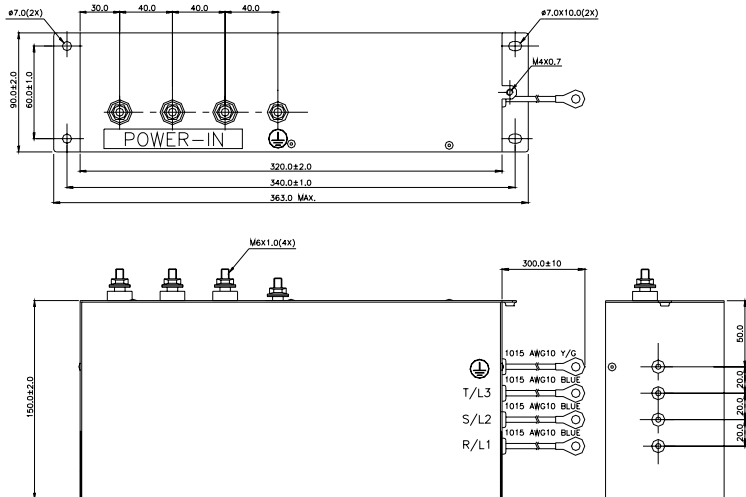 ø7.0(2X)
30.0
40.0
40.0
40.0
ø7.0X10.0(2X)
M4X0.7
90.0±2.0
60.0±1.0
POWER-IN
320.0±2.0
340.0±1.0
363.0 MAX.
M6X1.0(4X)
300.0±10
150.0±2.0
1015 AWG10 Y/G
1015 AWG10 BLUE
T/L3
1015 AWG10 BLUE
S/L2
1015 AWG10 BLUE
R/L1
50.0
20.0
20.0
20.0